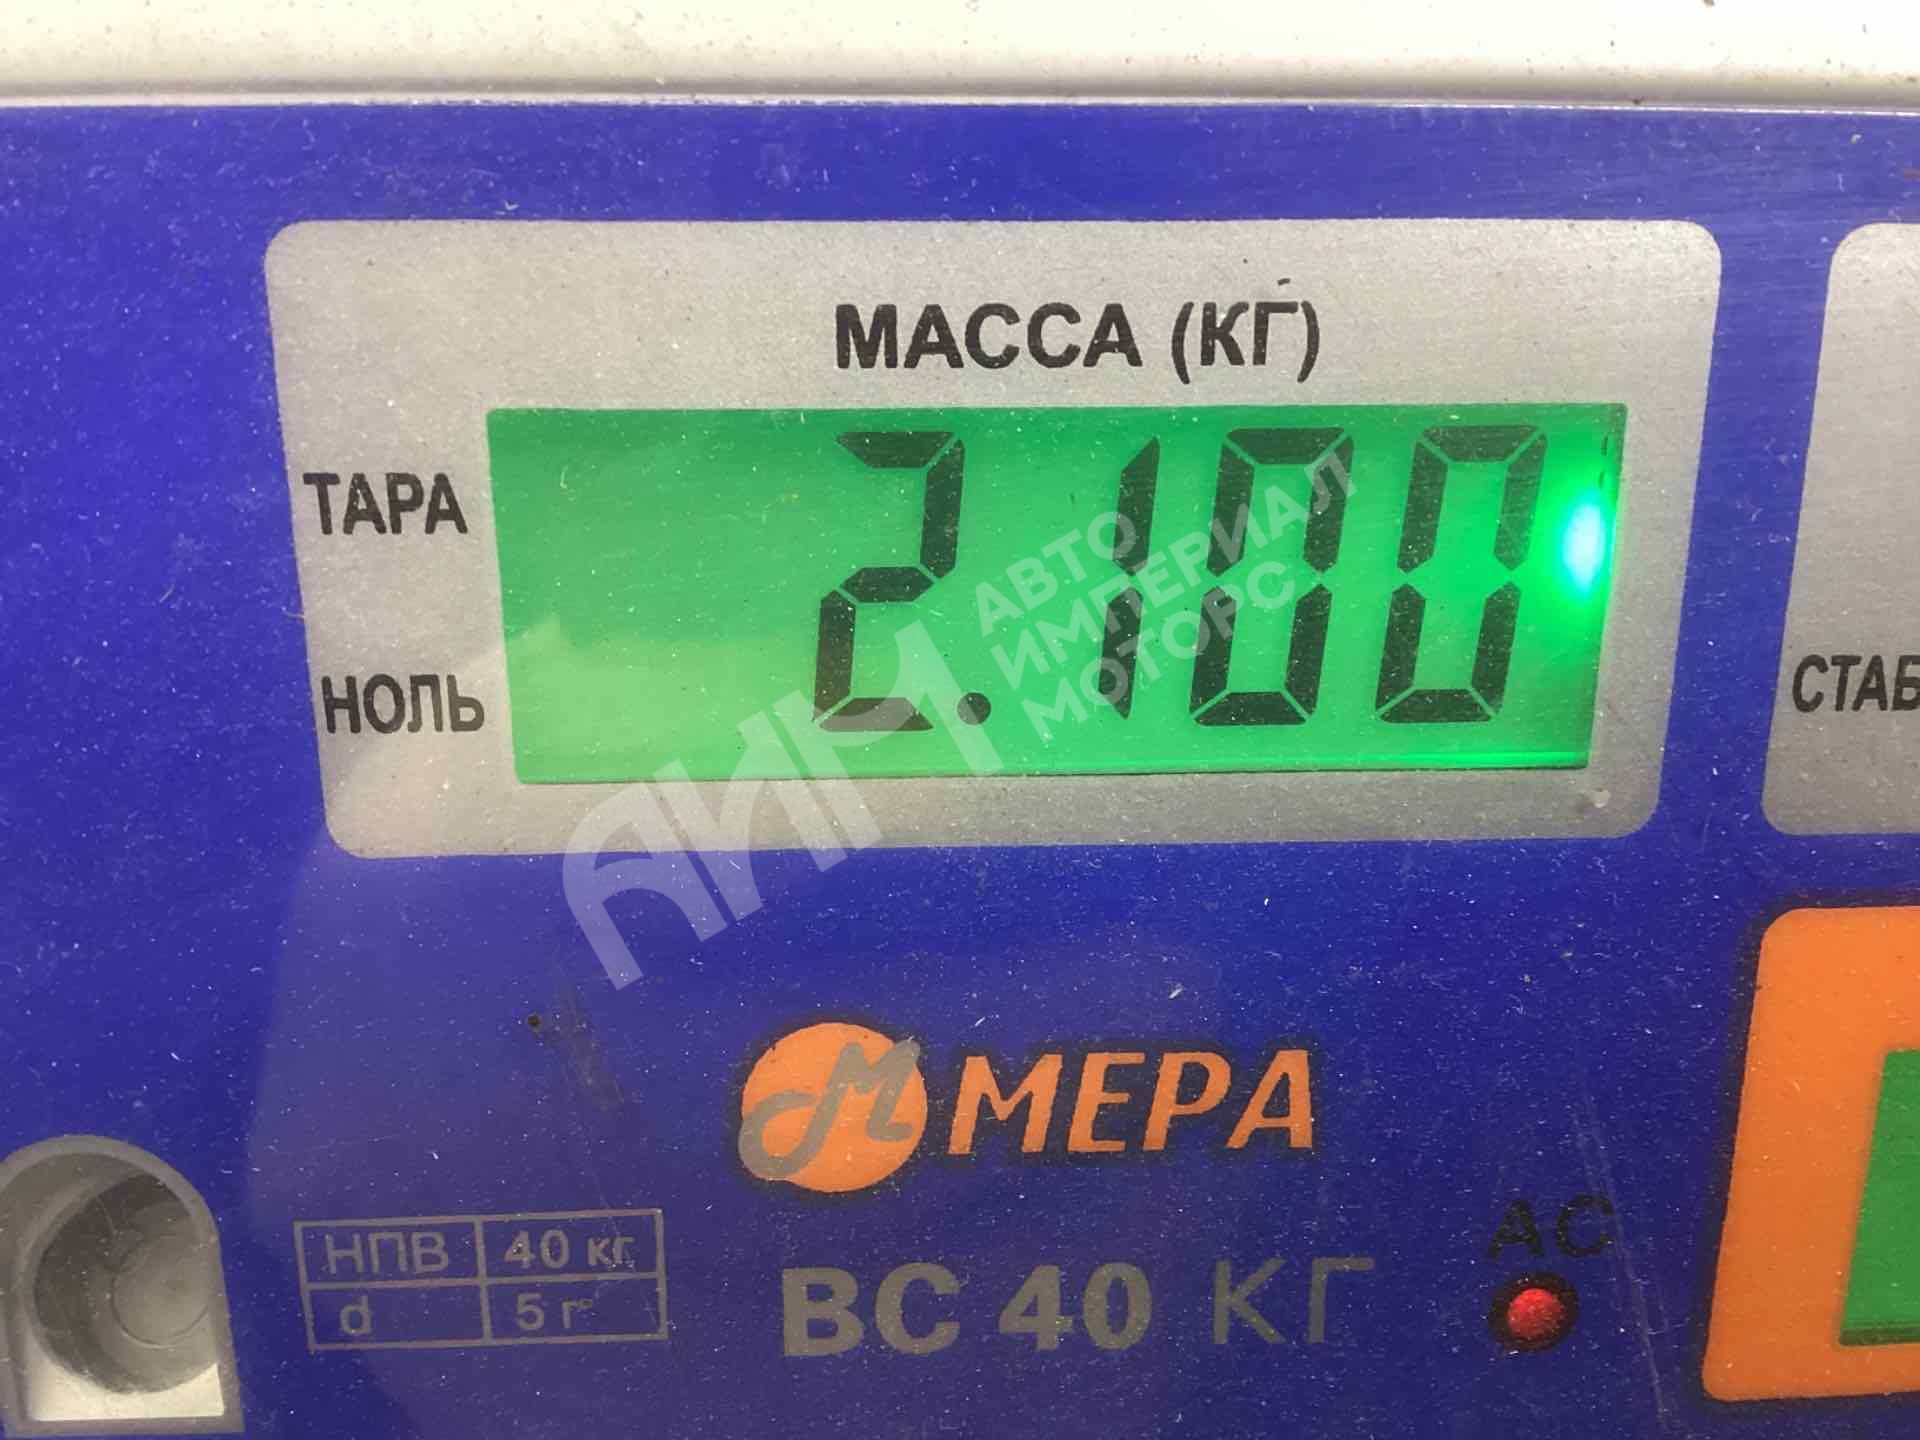 МАССА (КГ)
ТАРА
2.100
НОЛЬ
СТАБ
АВТО
ИМПЕРИАЛ
МОТОРС
АИМ
М МЕРА
АС
НПВ 40 кг
d 5 г
ВС 40 КГ